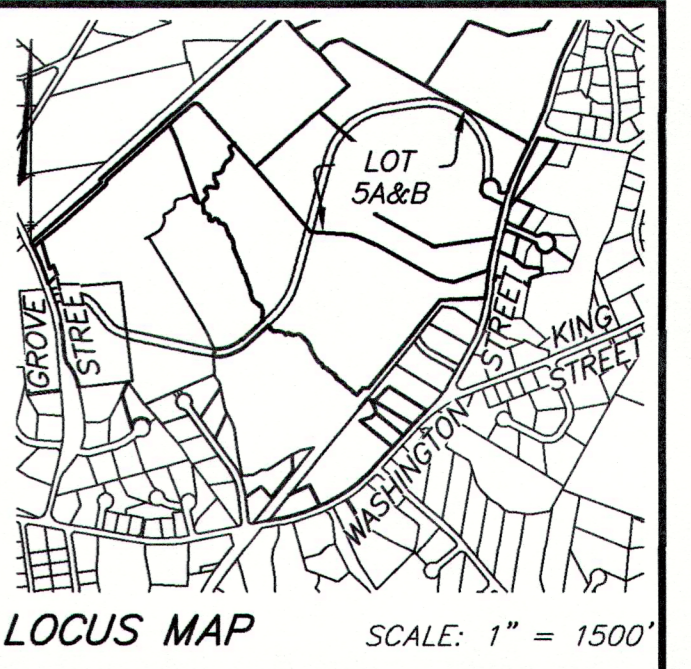 LOT
5A&B
GROVE
STREET
STREET
KING
STREET
WASHINGTON
LOCUS MAP
SCALE: 1" = 1500'